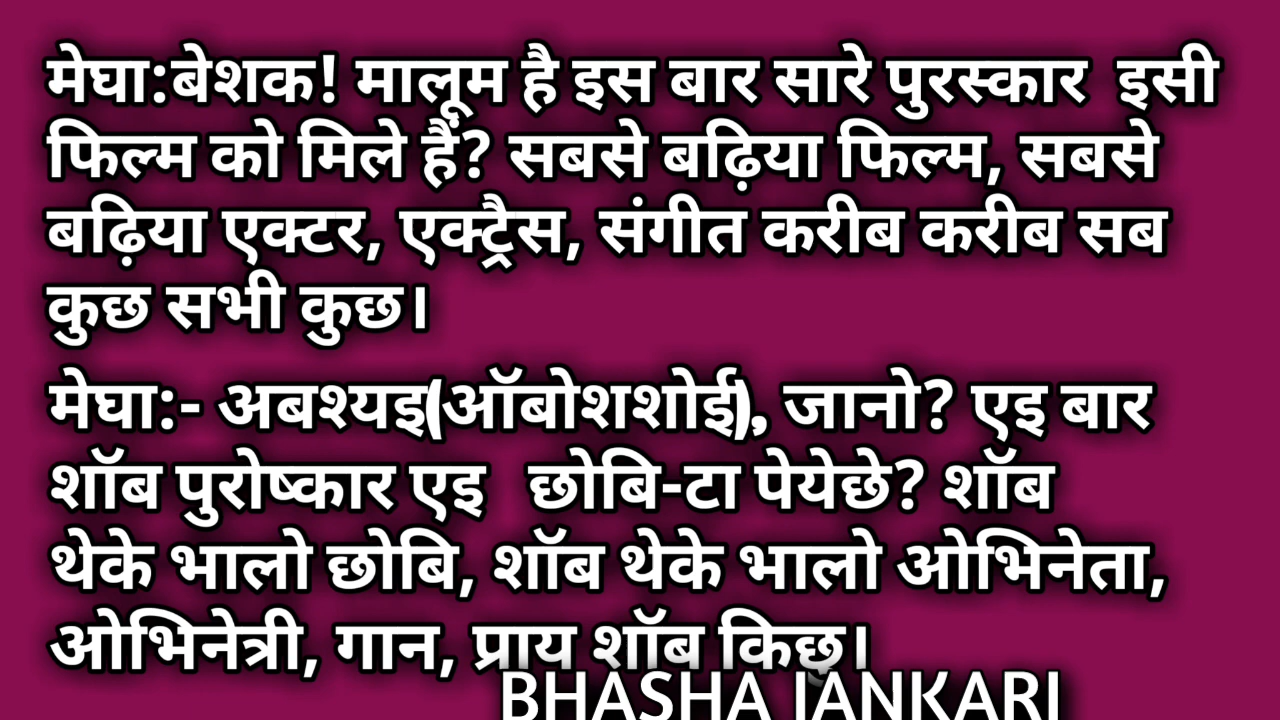 मेघा:बेशक! मालूम है इस बार सारे पुरस्कार इसी
फिल्म को मिले हैं? सबसे बढ़िया फिल्म, सबसे
बढ़िया एक्टर, एक्ट्रैस, संगीत करीब करीब सब
कुछ सभी कुछ।
मेघा:- अबश्यइ(ऑबोशशोई), जानो? एइ बार
शॉब पुरोष्कार एइ छोबि-टा पेयेछे? शॉब
थेके भालो छोबि, शॉब थेके भालो ओभिनेता,
ओभिनेत्री, गान, प्राय शॉब किछु।
BHASHA JANKARI